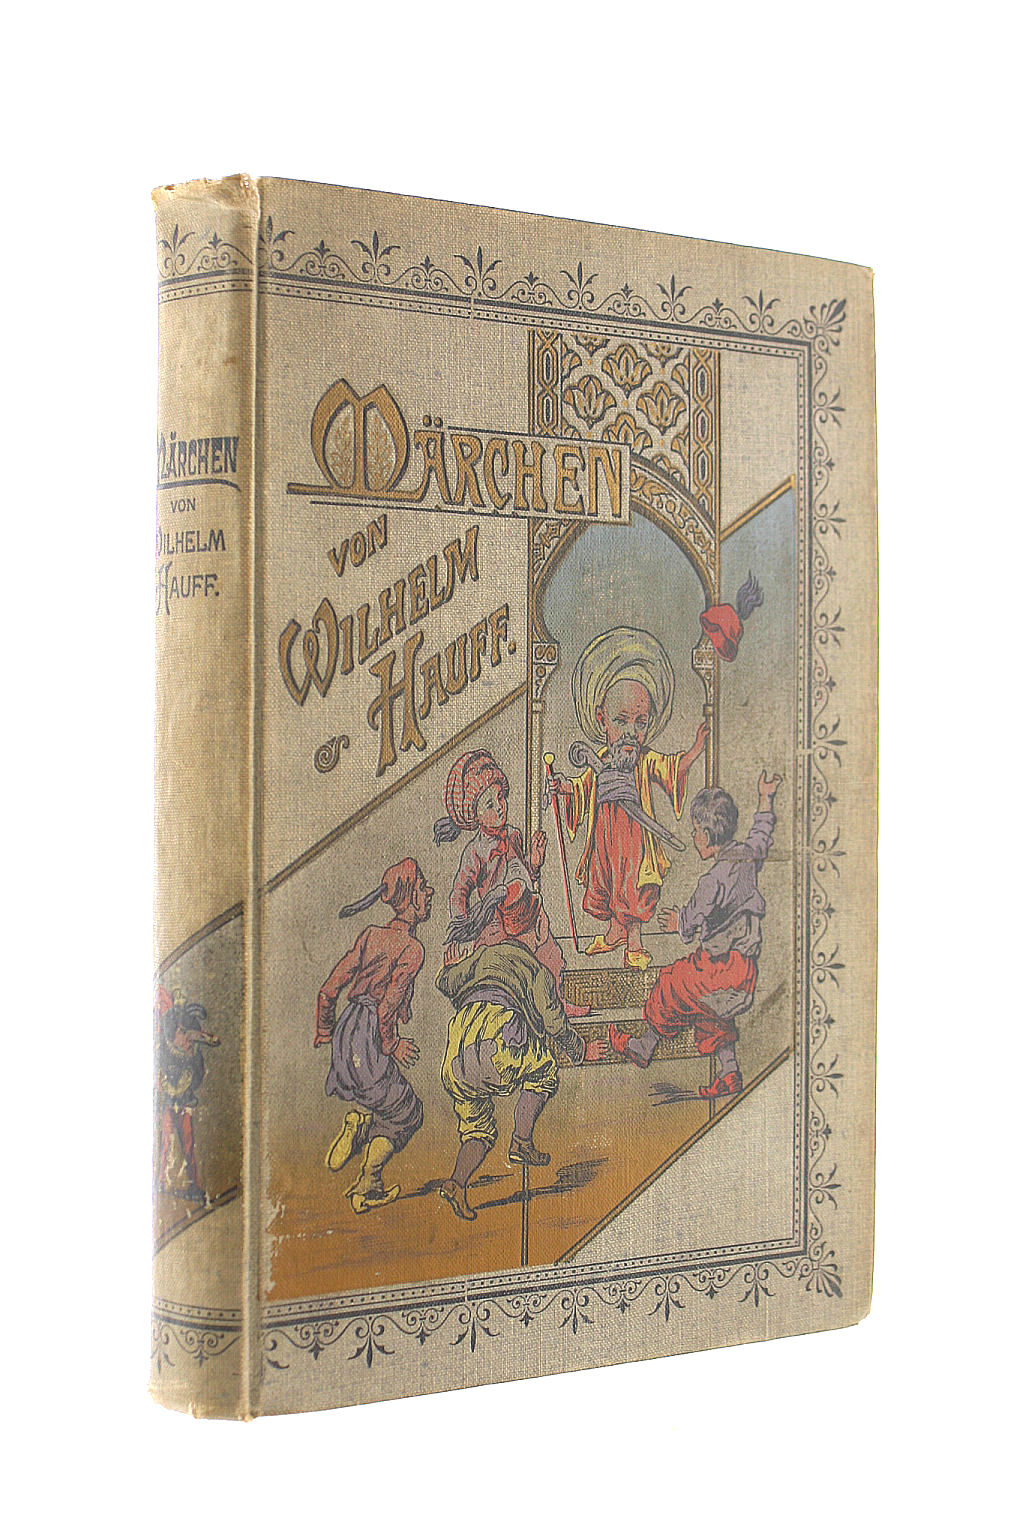 MÄRCHEN
VON
WILHELM
HAUFF.
MÄRCHEN
VON
WILHELM
HAUFF.